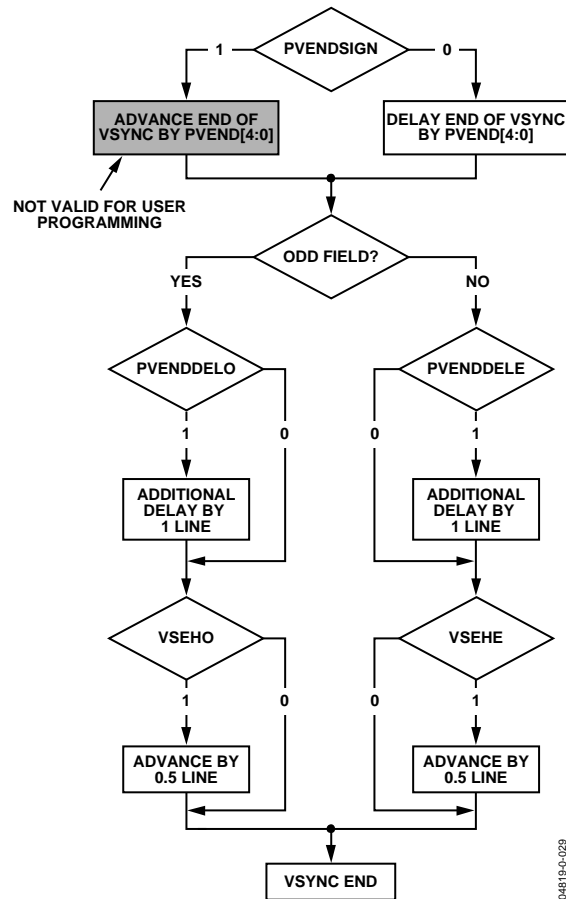 PVENDSIGN
1
0
ADVANCE END OF
VSYNC BY PVEND[4:0]
DELAY END OF VSYNC
BY PVEND[4:0]
NOT VALID FOR USER
PROGRAMMING
ODD FIELD?
YES
NO
PVENDDELO
PVENDDELE
1
0
0
1
ADDITIONAL
DELAY BY
1 LINE
ADDITIONAL
DELAY BY
1 LINE
VSEHO
VSEHE
1
0
0
1
ADVANCE BY
0.5 LINE
ADVANCE BY
0.5 LINE
VSYNC END
04819-0-029